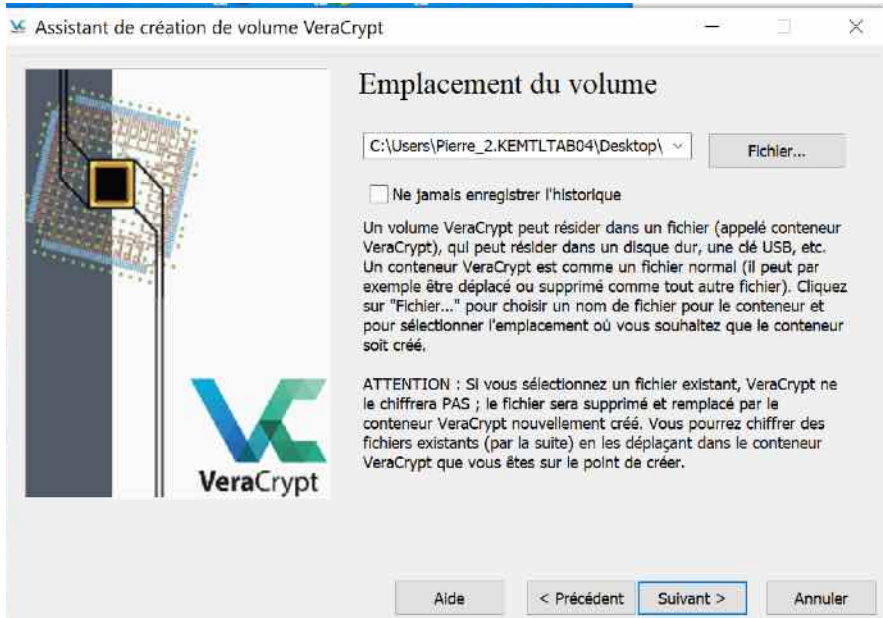 Assistant de création de volume VeraCrypt
Emplacement du volume
C:\Users\Pierre_2.KEMTLTAB04\Desktop\
Fichier...
Ne jamais enregistrer l'historique
Un volume VeraCrypt peut résider dans un fichier (appelé conteneur
VeraCrypt), qui peut résider dans un disque dur, une clé USB, etc.
Un conteneur VeraCrypt est comme un fichier normal (il peut par
exemple être déplacé ou supprimé comme tout autre fichier). Cliquez
sur "Fichier..." pour choisir un nom de fichier pour le conteneur et
pour sélectionner l'emplacement où vous souhaitez que le conteneur
soit créé.
ATTENTION : Si vous sélectionnez un fichier existant, VeraCrypt ne
le chiffrera PAS ; le fichier sera supprimé et remplacé par le
conteneur VeraCrypt nouvellement créé. Vous pourrez chiffrer des
fichiers existants (par la suite) en les déplaçant dans le conteneur
VeraCrypt que vous êtes sur le point de créer.
VeraCrypt
Aide
< Précédent
Suivant >
Annuler